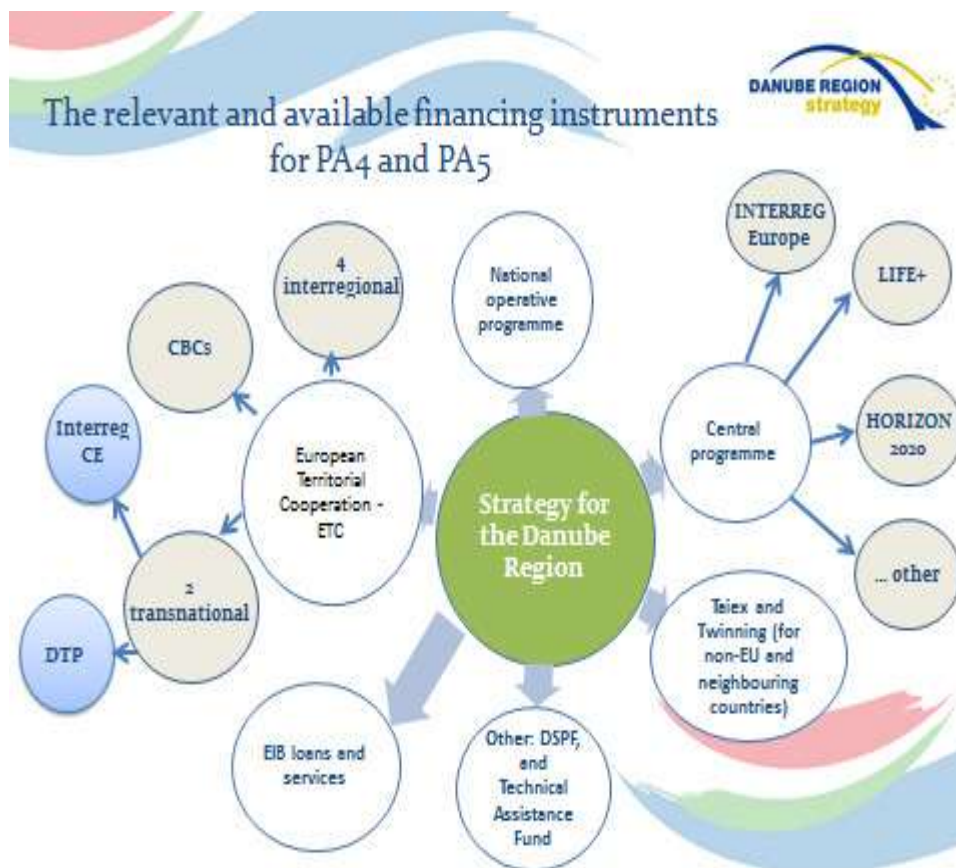 DANUBE REGION
strategy
The relevant and available financing instruments
for PA4 and PA5
INTERREG
Europe
4
interregional
National
operative
programme
LIFE+
CBCs
Interreg
CE
European
Territorial
Cooperation -
ETC
Central
programme
HORIZON
2020
Strategy for
the Danube
Region
2
transnational
... other
DTP
Taiex and
Twinning (for
non-EU and
neighbouring
countries)
EIB loans and
services
Other: DSPF,
and
Technical
Assistance
Fund